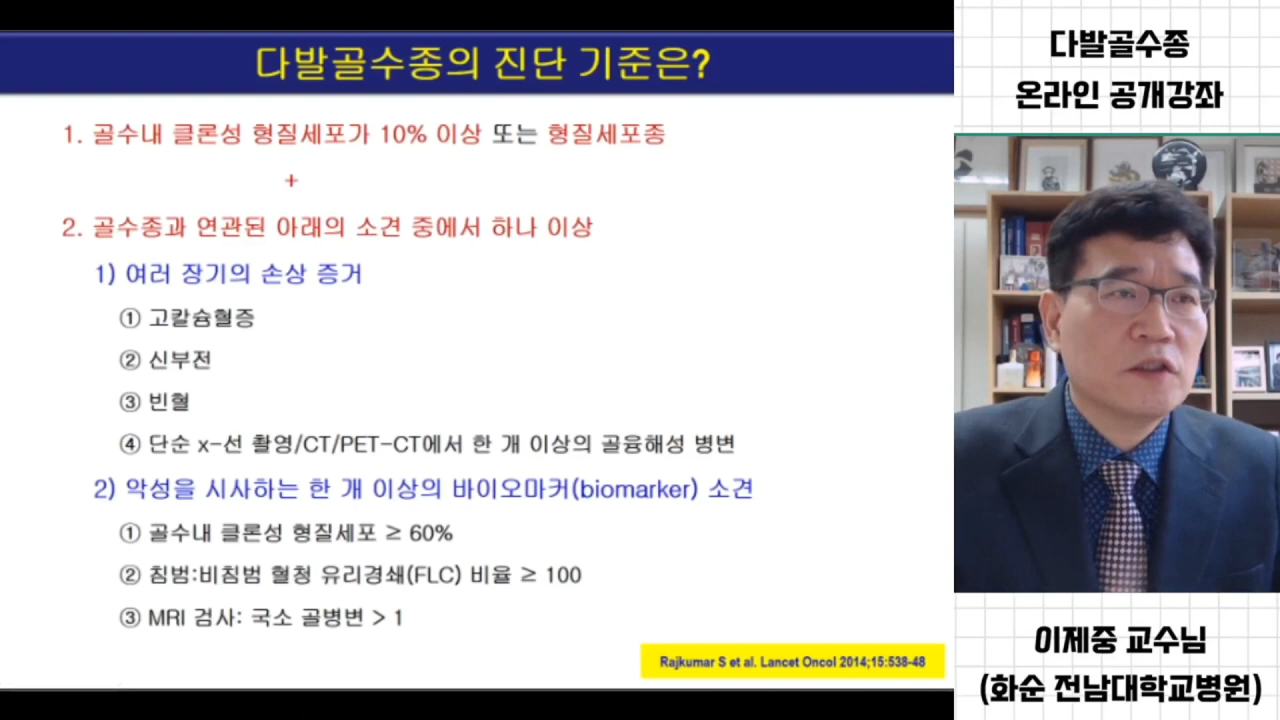 다발골수종의 진단 기준은?
1. 골수내 클론성 형질세포가 10% 이상 또는 형질세포종
+
2. 골수종과 연관된 아래의 소견 중에서 하나 이상
1) 여러 장기의 손상 증거
① 고칼슘혈증
② 신부전
③ 빈혈
④ 단순 x-선 촬영/CT/PET-CT에서 한 개 이상의 골융해성 병변
2) 악성을 시사하는 한 개 이상의 바이오마커(biomarker) 소견
① 골수내 클론성 형질세포 ≥ 60%
② 침범:비침범 혈청 유리경쇄(FLC) 비율 ≥ 100
③ MRI 검사: 국소 골병변 > 1
Rajkumar S et al. Lancet Oncol 2014;15:538-48
다발골수종
온라인 공개강좌
이제중 교수님
(화순 전남대학교병원)